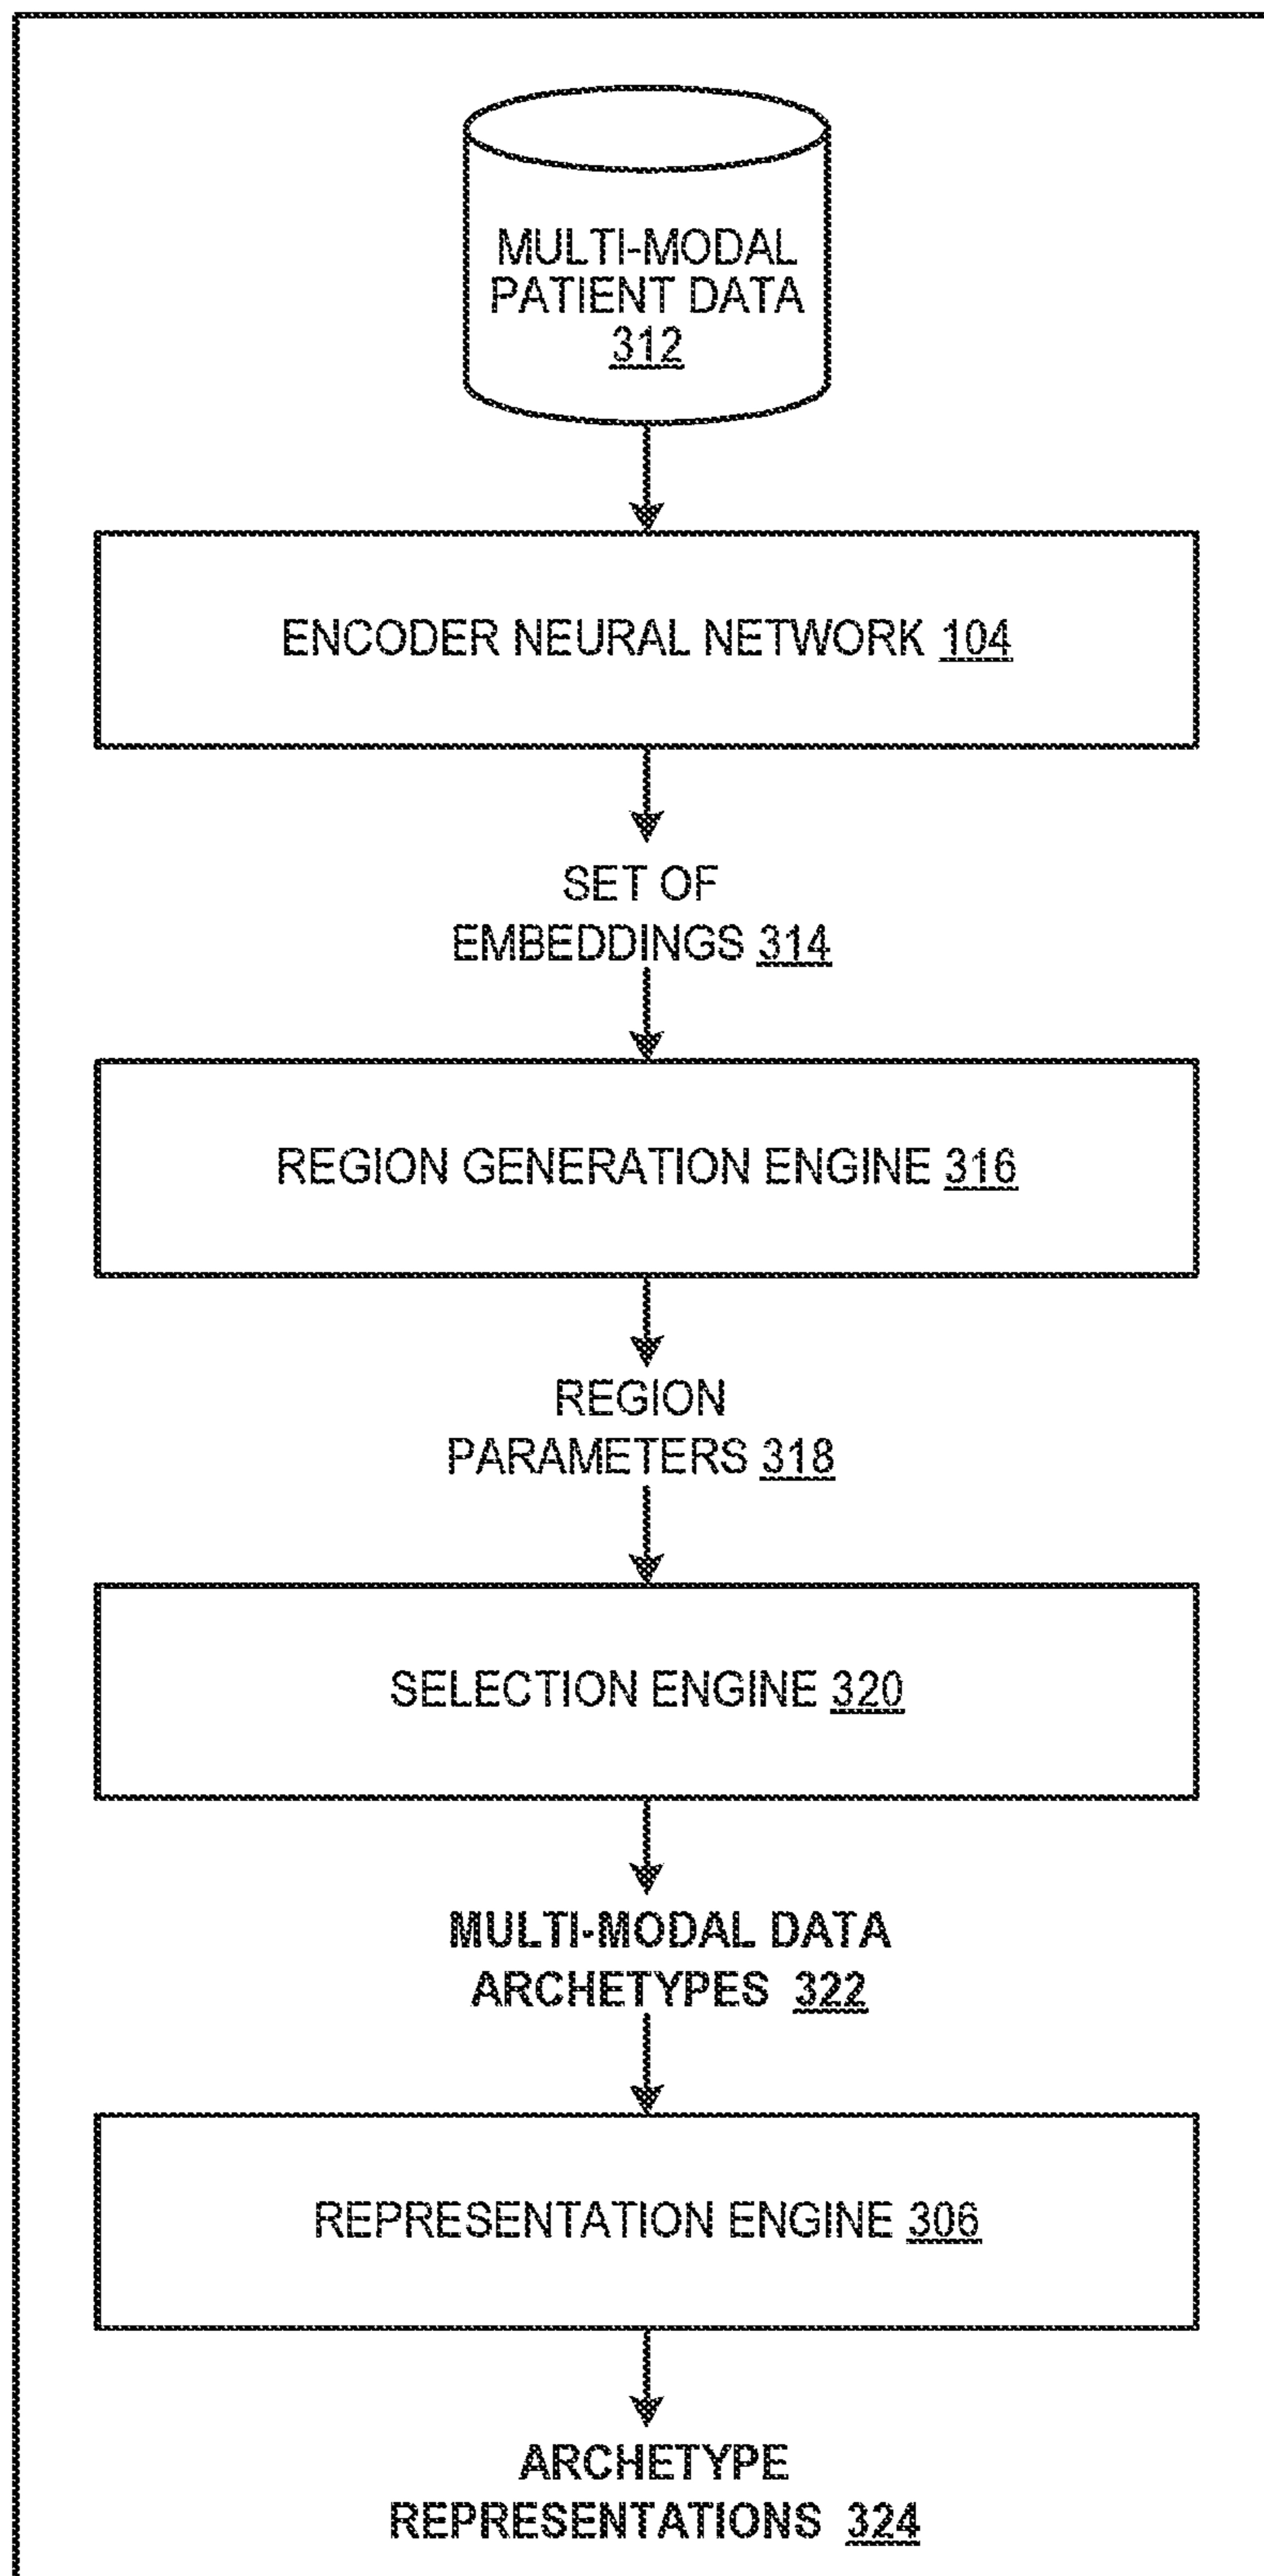 MULTI-MODAL
PATIENT DATA
312
ENCODER NEURAL NETWORK 104
SET OF
EMBEDDINGS 314
REGION GENERATION ENGINE 316
REGION
PARAMETERS 318
SELECTION ENGINE 320
MULTI-MODAL DATA
ARCHETYPES 322
REPRESENTATION ENGINE 306
ARCHETYPE
REPRESENTATIONS 324